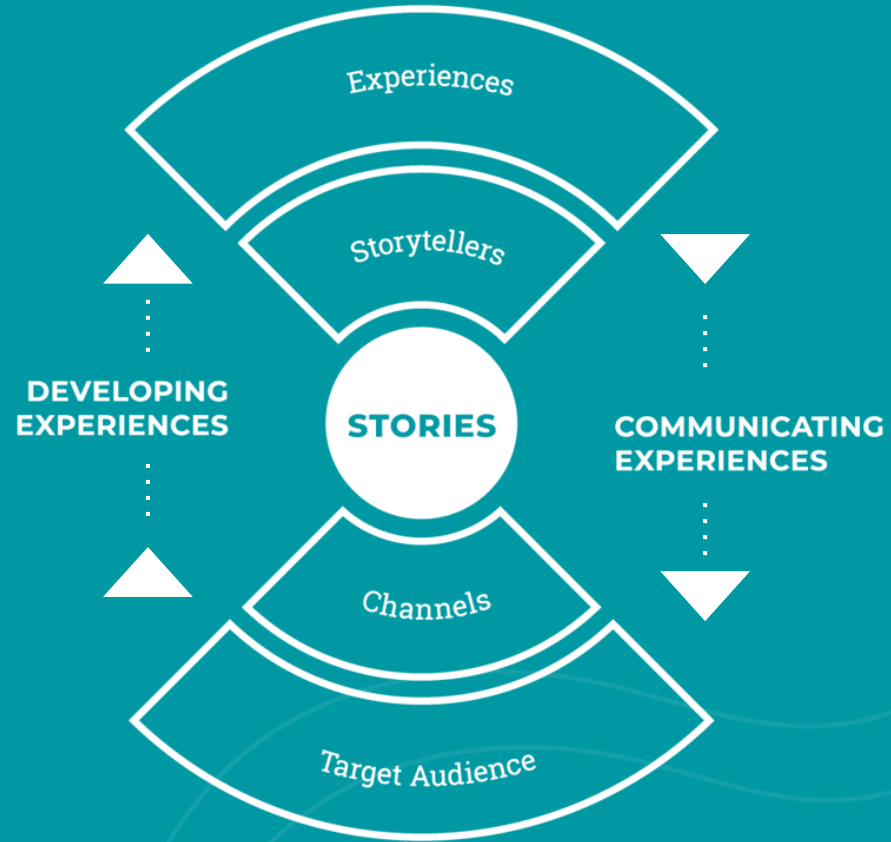 Experiences
Storytellers
DEVELOPING
EXPERIENCES
STORIES
COMMUNICATING
EXPERIENCES
Channels
Target Audience